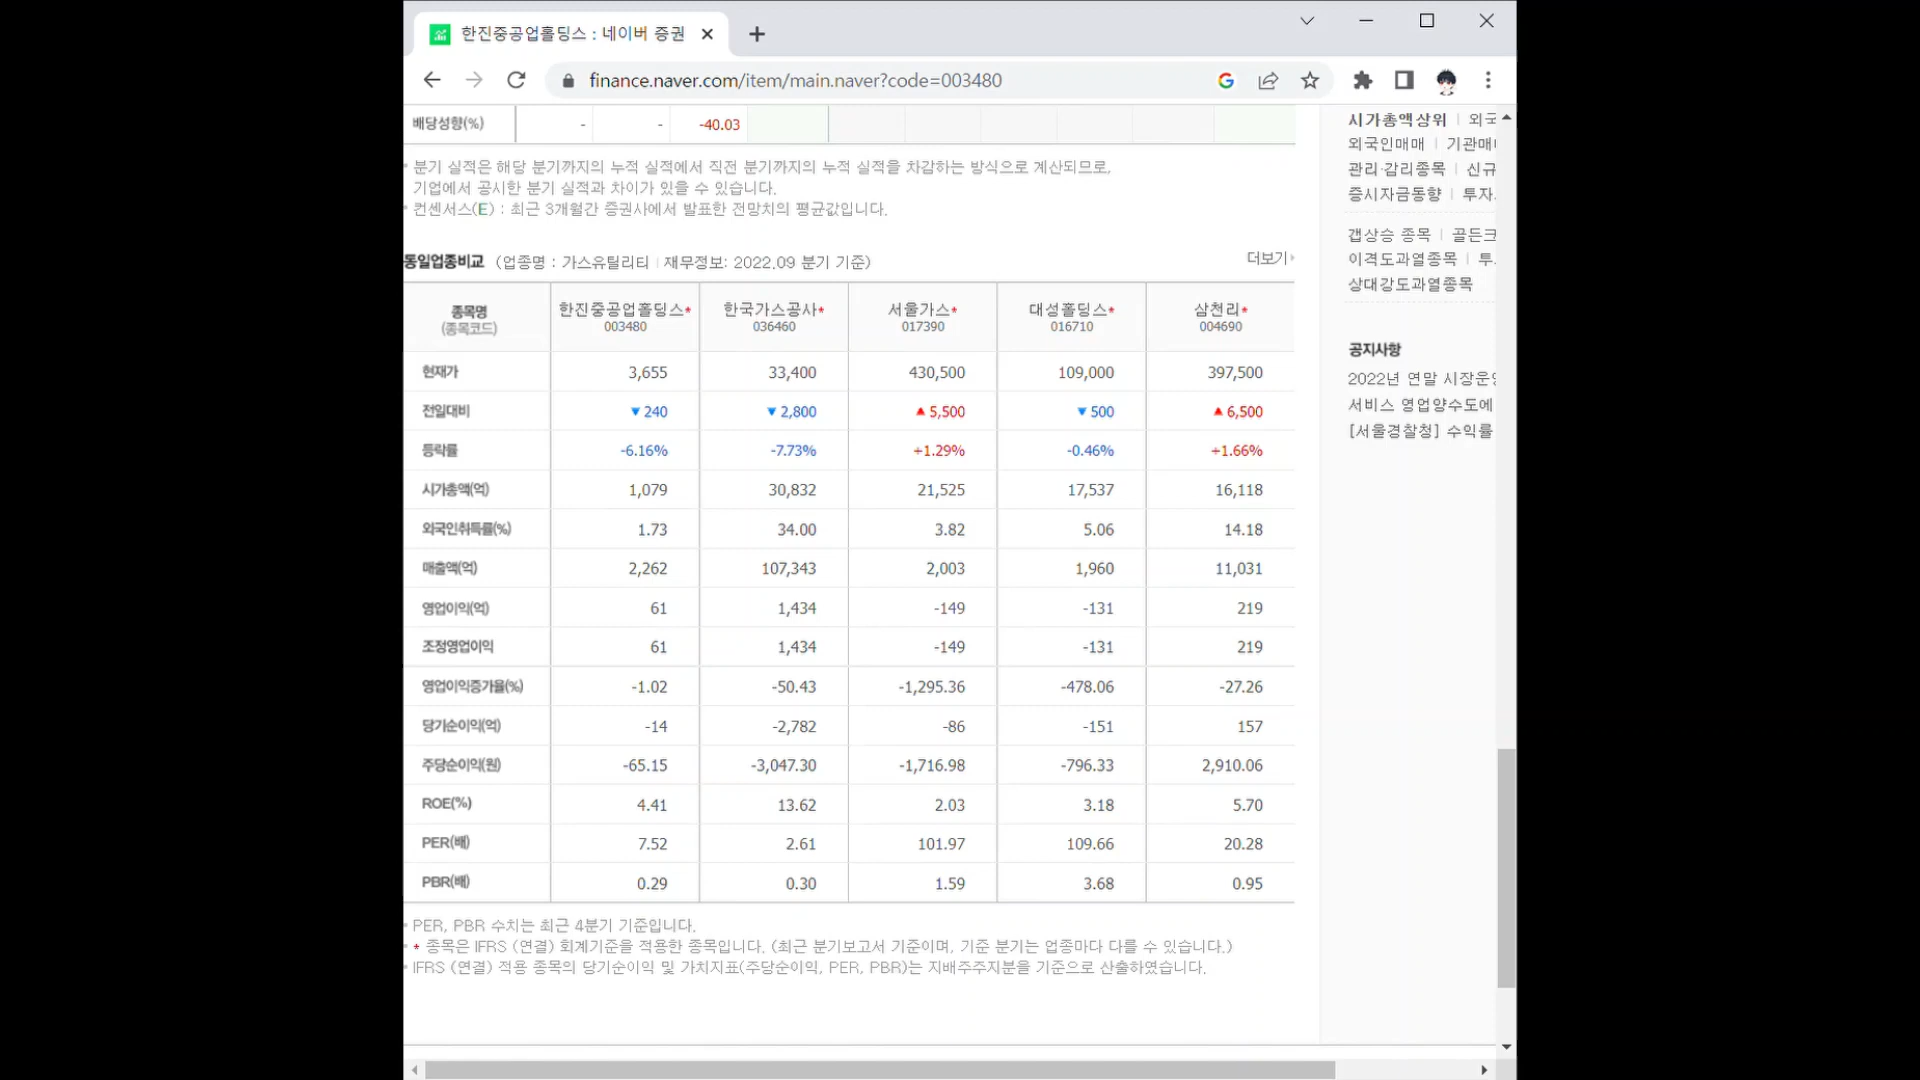 한진중공업홀딩스 : 네이버 증권
finance.naver.com/item/main.naver?code=003480
배당성향(%) - - -40.03
분기 실적은 해당 분기까지의 누적 실적에서 직전 분기까지의 누적 실적을 차감하는 방식으로 계산되므로,
기업에서 공시한 분기 실적과 차이가 있을 수 있습니다.
컨센서스(E) : 최근 3개월간 증권사에서 발표한 전망치의 평균값입니다.
동일업종비교 (업종명 : 가스유틸리티 | 재무정보: 2022.09 분기 기준) 더보기
종목명 한진중공업홀딩스* 한국가스공사* 서울가스* 대성홀딩스* 삼천리*
(종목코드) 003480 036460 017390 016710 004690
현재가 3,655 33,400 430,500 109,000 397,500
전일대비 ▼240 ▼2,800 ▲5,500 ▼500 ▲6,500
등락률 -6.16% -7.73% +1.29% -0.46% +1.66%
시가총액(억) 1,079 30,832 21,525 17,537 16,118
외국인취득률(%) 1.73 34.00 3.82 5.06 14.18
매출액(억) 2,262 107,343 2,003 1,960 11,031
영업이익(억) 61 1,434 -149 -131 219
조정영업이익 61 1,434 -149 -131 219
영업이익증가율(%) -1.02 -50.43 -1,295.36 -478.06 -27.26
당기순이익(억) -14 -2,782 -86 -151 157
주당순이익(원) -65.15 -3,047.30 -1,716.98 -796.33 2,910.06
ROE(%) 4.41 13.62 2.03 3.18 5.70
PER(배) 7.52 2.61 101.97 109.66 20.28
PBR(배) 0.29 0.30 1.59 3.68 0.95
PER, PBR 수치는 최근 4분기 기준입니다.
* 종목은 IFRS (연결) 회계기준을 적용한 종목입니다. (최근 분기보고서 기준이며, 기준 분기는 업종마다 다를 수 있습니다.)
IFRS (연결) 적용 종목의 당기순이익 및 가치지표(주당순이익, PER, PBR)는 지배주주지분을 기준으로 산출하였습니다.
시가총액상위 | 외국
외국인매매 | 기관매
관리·감리종목 | 신규
증시자금동향 | 투자
갭상승 종목 | 골든크
이격도과열종목 | 투
상대강도과열종목
공지사항
2022년 연말 시장운영
서비스 영업양수도에
[서울경찰청] 수익률